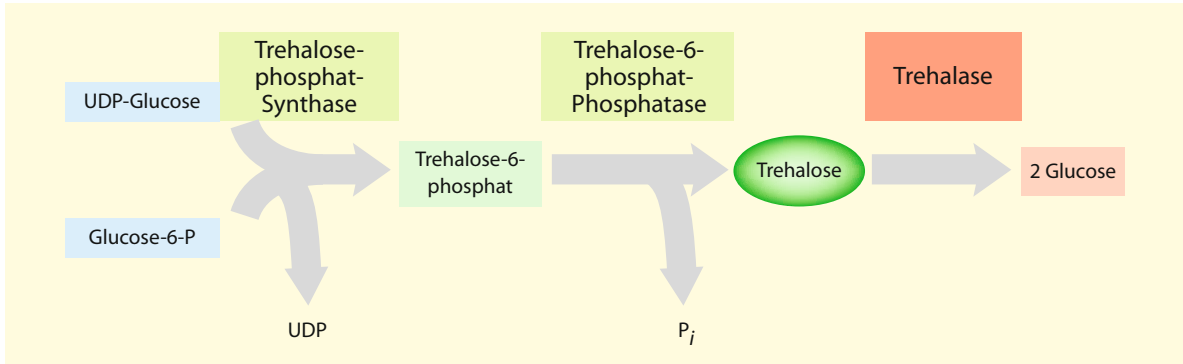 Trehalose-
phosphat-
Synthase
Trehalose-6-
phosphat-
Phosphatase
Trehalase
UDP-Glucose
Trehalose-6-
phosphat
Trehalose
2 Glucose
Glucose-6-P
UDP
Pi